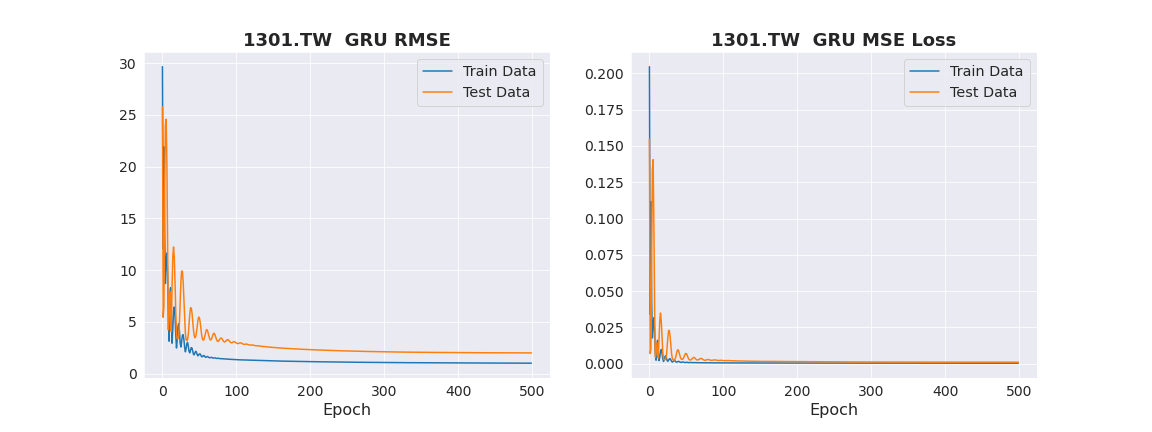 1301.TW  GRU RMSE
30
25
20
15
10
5
0
0 100 200 300 400 500
Epoch
Train Data
Test Data
1301.TW  GRU MSE Loss
0.200
0.175
0.150
0.125
0.100
0.075
0.050
0.025
0.000
0 100 200 300 400 500
Epoch
Train Data
Test Data